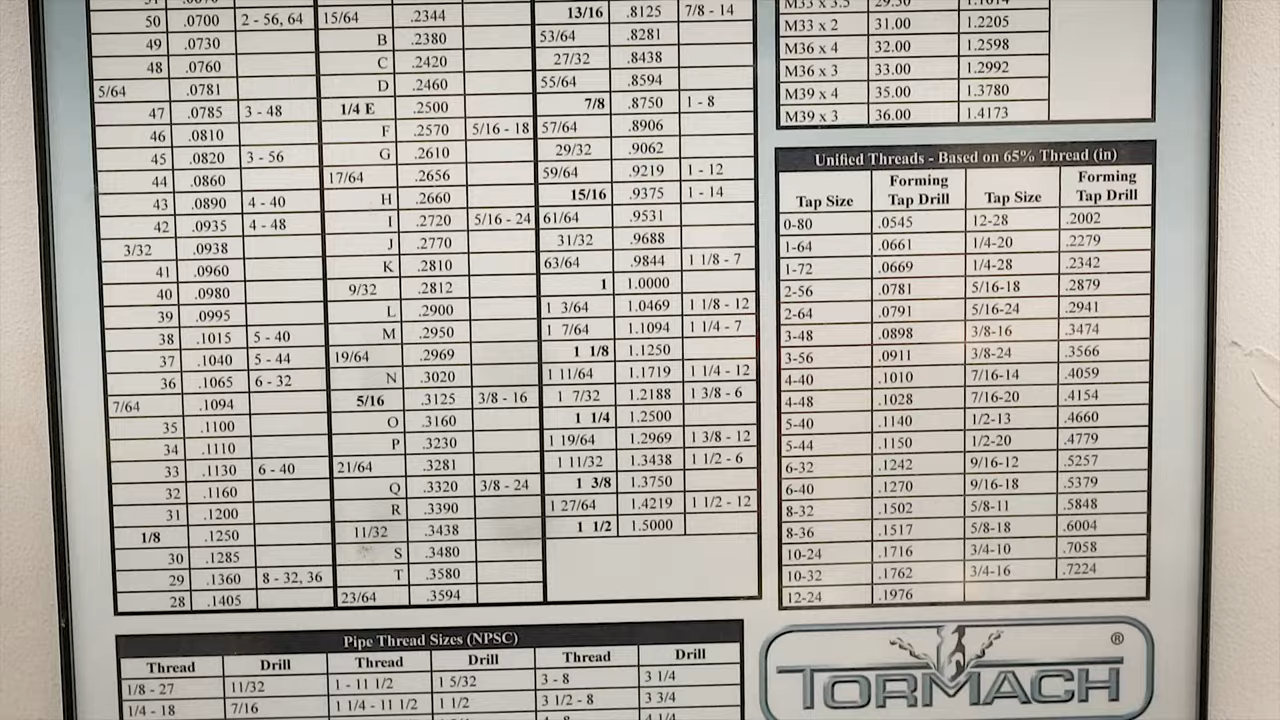 50 .0700 2 - 56, 64
49 .0730
48 .0760
5/64 .0781
47 .0785 3 - 48
46 .0810
45 .0820 3 - 56
44 .0860
43 .0890 4 - 40
42 .0935 4 - 48
3/32 .0938
41 .0960
40 .0980
39 .0995
38 .1015 5 - 40
37 .1040 5 - 44
36 .1065 6 - 32
7/64 .1094
35 .1100
34 .1110
33 .1130 6 - 40
32 .1160
31 .1200
1/8 .1250
30 .1285
29 .1360 8 - 32, 36
28 .1405
15/64 .2344
B .2380
C .2420
D .2460
1/4 E .2500
F .2570 5/16 - 18
G .2610
17/64 .2656
H .2660
I .2720 5/16 - 24
J .2770
K .2810
9/32 .2812
L .2900
M .2950
19/64 .2969
N .3020
5/16 .3125 3/8 - 16
O .3160
P .3230
21/64 .3281
Q .3320 3/8 - 24
R .3390
11/32 .3438
S .3480
T .3580
23/64 .3594
13/16 .8125 7/8 - 14
53/64 .8281
27/32 .8438
55/64 .8594
7/8 .8750 1 - 8
57/64 .8906
29/32 .9062
59/64 .9219 1 - 12
15/16 .9375 1 - 14
61/64 .9531
31/32 .9688
63/64 .9844 1 1/8 - 7
1 1.0000
1 3/64 1.0469 1 1/8 - 12
1 7/64 1.1094 1 1/4 - 7
1 1/8 1.1250
1 11/64 1.1719 1 1/4 - 12
1 7/32 1.2188 1 3/8 - 6
1 1/4 1.2500
1 19/64 1.2969 1 3/8 - 12
1 11/32 1.3438 1 1/2 - 6
1 3/8 1.3750
1 27/64 1.4219 1 1/2 - 12
1 1/2 1.5000
M33 x 2 31.00 1.2205
M36 x 4 32.00 1.2598
M36 x 3 33.00 1.2992
M39 x 4 35.00 1.3780
M39 x 3 36.00 1.4173
Unified Threads - Based on 65% Thread (in)
Tap Size Forming Tap Drill Tap Size Forming Tap Drill
0-80 .0545 12-28 .2002
1-64 .0661 1/4-20 .2279
1-72 .0669 1/4-28 .2342
2-56 .0781 5/16-18 .2879
2-64 .0791 5/16-24 .2941
3-48 .0898 3/8-16 .3474
3-56 .0911 3/8-24 .3566
4-40 .1010 7/16-14 .4059
4-48 .1028 7/16-20 .4154
5-40 .1140 1/2-13 .4660
5-44 .1150 1/2-20 .4779
6-32 .1242 9/16-12 .5257
6-40 .1270 9/16-18 .5379
8-32 .1502 5/8-11 .5848
8-36 .1517 5/8-18 .6004
10-24 .1716 3/4-10 .7058
10-32 .1762 3/4-16 .7224
12-24 .1976
Pipe Thread Sizes (NPSC)
Thread Drill Thread Drill Thread Drill
1/8 - 27 11/32 1 - 11 1/2 1 5/32 3 - 8 3 1/4
1/4 - 18 7/16 1 1/4 - 11 1/2 1 1/2 3 1/2 - 8 3 3/4
TORMACH ®